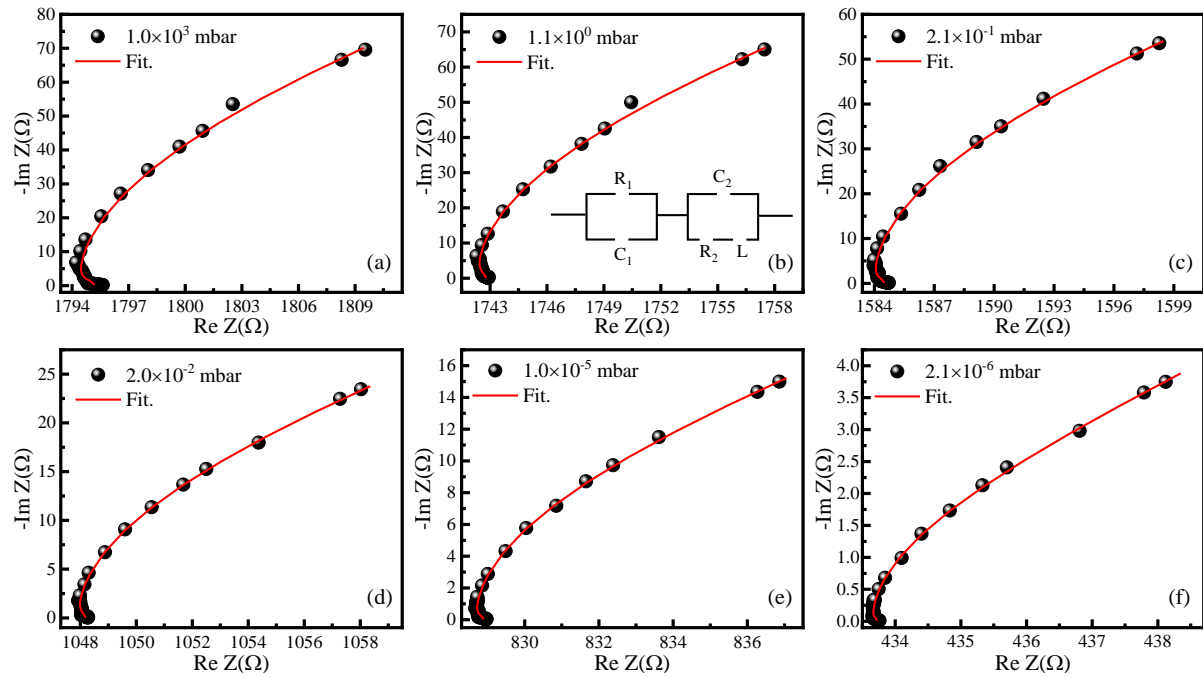 1.0×10³ mbar
Fit.
-Im Z(Ω)
70
60
50
40
30
20
10
0
(a)
1794 1797 1800 1803 1806 1809
Re Z(Ω)
1.1×10⁰ mbar
Fit.
-Im Z(Ω)
80
70
60
50
40
30
20
10
0
R₁
C₂
C₁
R₂
L
(b)
1743 1746 1749 1752 1755 1758
Re Z(Ω)
2.1×10⁻¹ mbar
Fit.
-Im Z(Ω)
60
50
40
30
20
10
0
(c)
1584 1587 1590 1593 1596 1599
Re Z(Ω)
2.0×10⁻² mbar
Fit.
-Im Z(Ω)
25
20
15
10
5
0
(d)
1048 1050 1052 1054 1056 1058
Re Z(Ω)
1.0×10⁻⁵ mbar
Fit.
-Im Z(Ω)
16
14
12
10
8
6
4
2
0
(e)
830 832 834 836
Re Z(Ω)
2.1×10⁻⁶ mbar
Fit.
-Im Z(Ω)
4.0
3.5
3.0
2.5
2.0
1.5
1.0
0.5
0.0
(f)
434 435 436 437 438
Re Z(Ω)